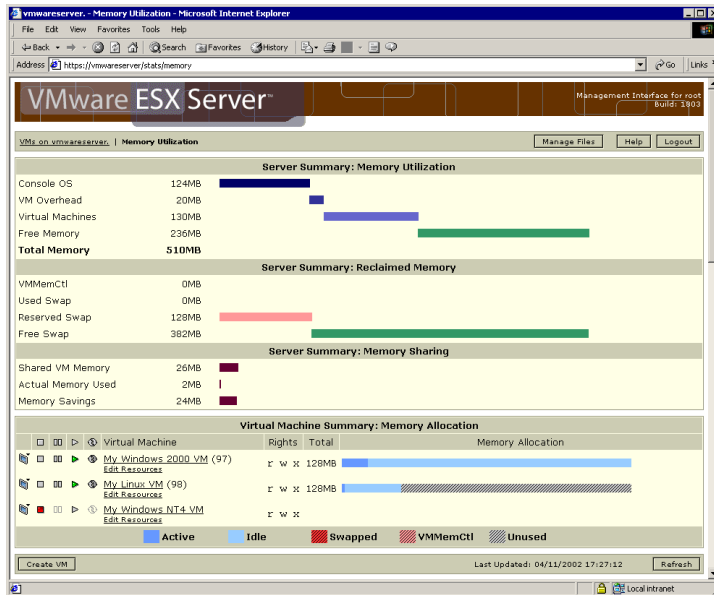 vmwareserver. - Memory Utilization - Microsoft Internet Explorer
File Edit View Favorites Tools Help
Back Search Favorites History
Address https://vmwareserver/stats/memory Go Links
VMware ESX Server™
Management Interface for root
Build: 1803
VMs on vmwareserver. | Memory Utilization Manage Files Help Logout
Server Summary: Memory Utilization
Console OS 124MB
VM Overhead 20MB
Virtual Machines 130MB
Free Memory 236MB
Total Memory 510MB
Server Summary: Reclaimed Memory
VMMemCtl 0MB
Used Swap 0MB
Reserved Swap 128MB
Free Swap 382MB
Server Summary: Memory Sharing
Shared VM Memory 26MB
Actual Memory Used 2MB
Memory Savings 24MB
Virtual Machine Summary: Memory Allocation
Virtual Machine Rights Total Memory Allocation
My Windows 2000 VM (97) r w x 128MB
Edit Resources
My Linux VM (98) r w x 128MB
Edit Resources
My Windows NT4 VM r w x
Edit Resources
Active Idle Swapped VMMemCtl Unused
Create VM Last Updated: 04/11/2002 17:27:12 Refresh
Local intranet